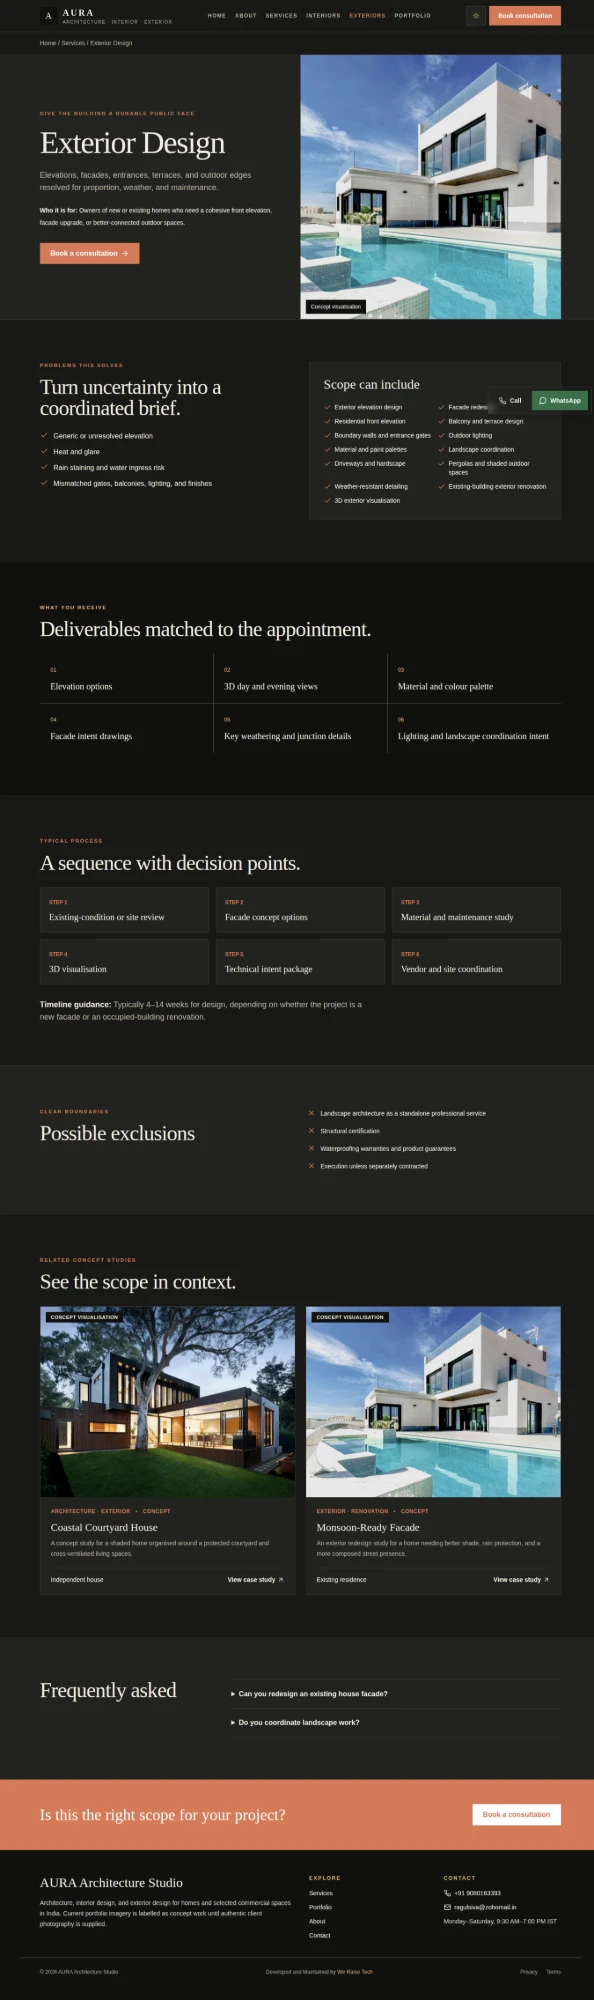 A
AURA
ARCHITECTURE · INTERIOR · EXTERIOR
HOME ABOUT SERVICES INTERIORS EXTERIORS PORTFOLIO
Book consultation
Home / Services / Exterior Design
GIVE THE BUILDING A DURABLE PUBLIC FACE
Exterior Design
Elevations, facades, entrances, terraces, and outdoor edges
resolved for proportion, weather, and maintenance.
Who it is for: Owners of new or existing homes who need a cohesive front elevation,
facade upgrade, or better-connected outdoor spaces.
Book a consultation →
Concept visualisation
PROBLEMS THIS SOLVES
Turn uncertainty into a
coordinated brief.
Generic or unresolved elevation
Heat and glare
Rain staining and water ingress risk
Mismatched gates, balconies, lighting, and finishes
Scope can include
Exterior elevation design
Facade
Residential front elevation
Balcony and terrace design
Boundary walls and entrance gates
Outdoor lighting
Material and paint palettes
Landscape coordination
Driveways and hardscape
Pergolas and shaded outdoor
spaces
Weather-resistant detailing
Existing-building exterior renovation
3D exterior visualisation
Call
WhatsApp
WHAT YOU RECEIVE
Deliverables matched to the appointment.
01
Elevation options
02
3D day and evening views
03
Material and colour palette
04
Facade intent drawings
05
Key weathering and junction details
06
Lighting and landscape coordination intent
TYPICAL PROCESS
A sequence with decision points.
STEP 1
Existing-condition or site review
STEP 2
Facade concept options
STEP 3
Material and maintenance study
STEP 4
3D visualisation
STEP 5
Technical intent package
STEP 6
Vendor and site coordination
Timeline guidance: Typically 4–14 weeks for design, depending on whether the project is a
new facade or an occupied-building renovation.
CLEAR BOUNDARIES
Possible exclusions
Landscape architecture as a standalone professional service
Structural certification
Waterproofing warranties and product guarantees
Execution unless separately contracted
RELATED CONCEPT STUDIES
See the scope in context.
CONCEPT VISUALISATION
ARCHITECTURE · EXTERIOR • CONCEPT
Coastal Courtyard House
A concept study for a shaded home organised around a protected courtyard and
cross-ventilated living spaces.
Independent house
View case study ↗
CONCEPT VISUALISATION
EXTERIOR · RENOVATION • CONCEPT
Monsoon-Ready Facade
An exterior redesign study for a home needing better shade, rain protection, and a
more composed street presence.
Existing residence
View case study ↗
Frequently asked
▶ Can you redesign an existing house facade?
▶ Do you coordinate landscape work?
Is this the right scope for your project?
Book a consultation
AURA Architecture Studio
Architecture, interior design, and exterior design for homes and selected commercial spaces
in India. Current portfolio imagery is labelled as concept work until authentic client
photography is supplied.
EXPLORE
Services
Portfolio
About
Contact
CONTACT
+91 9080163393
ragulsiva@zohomail.in
Monday–Saturday, 9:30 AM–7:00 PM IST
© 2026 AURA Architecture Studio
Developed and Maintained by We Raise Tech
Privacy Terms